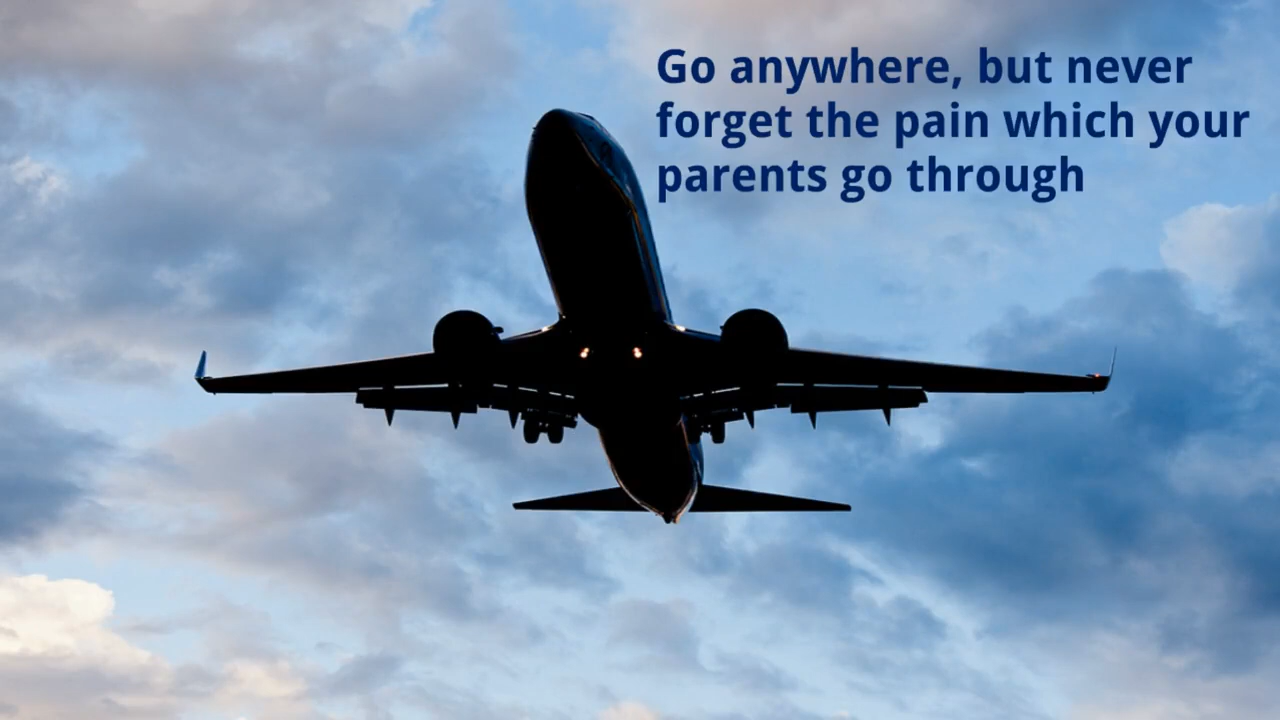 Go anywhere, but never
forget the pain which your
parents go through